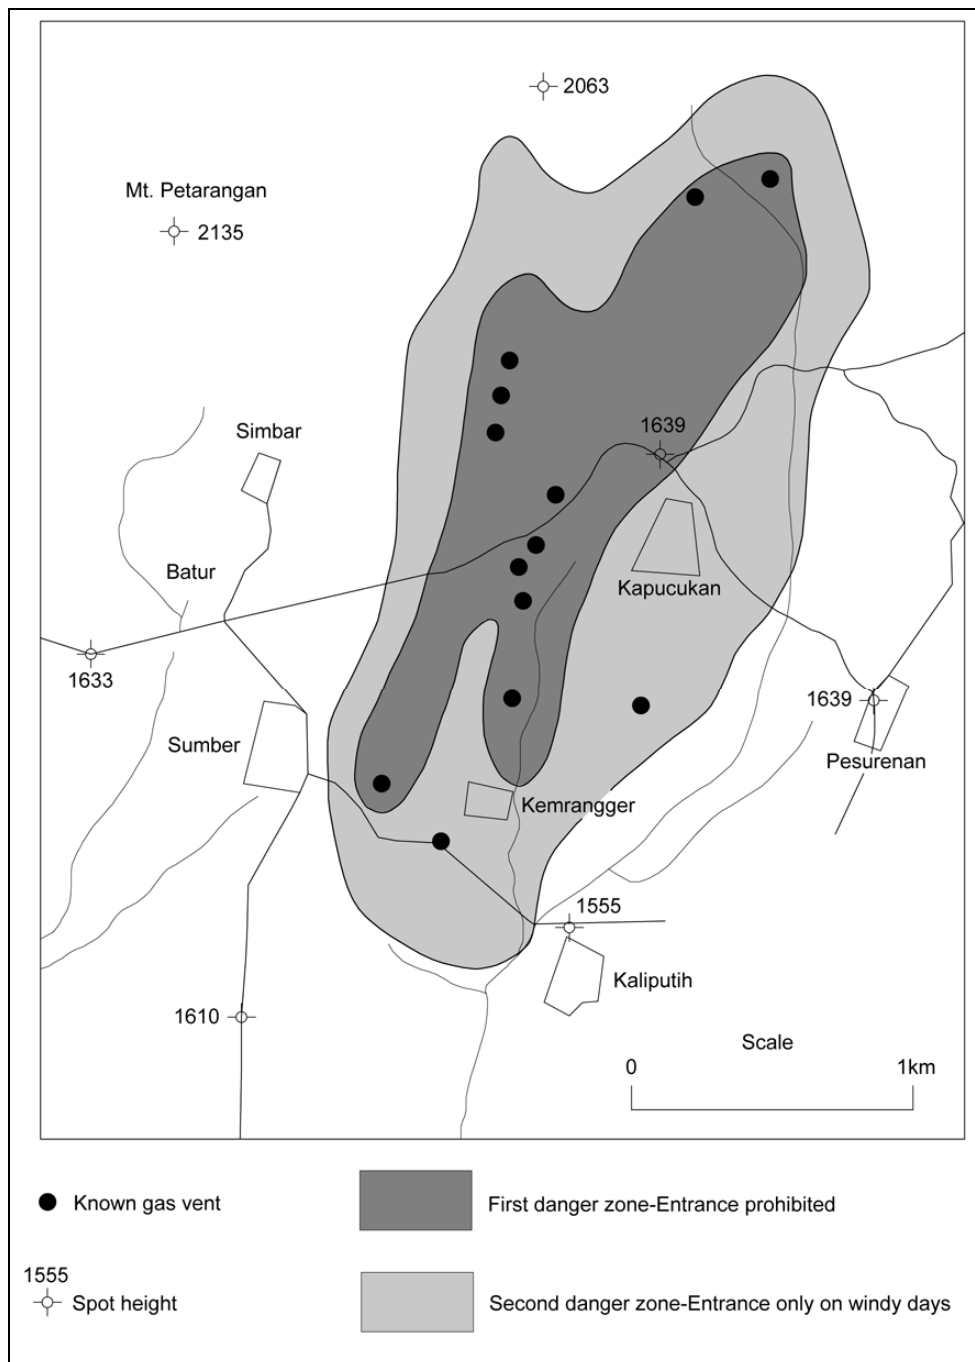 2063
Mt. Petarangan
2135
1639
Simbar
Batur
Kapucukan
1633
1639
Sumber
Pesurenan
Kemrangger
1555
Kaliputih
1610
Scale
0 1km
Known gas vent
First danger zone-Entrance prohibited
1555
Spot height
Second danger zone-Entrance only on windy days